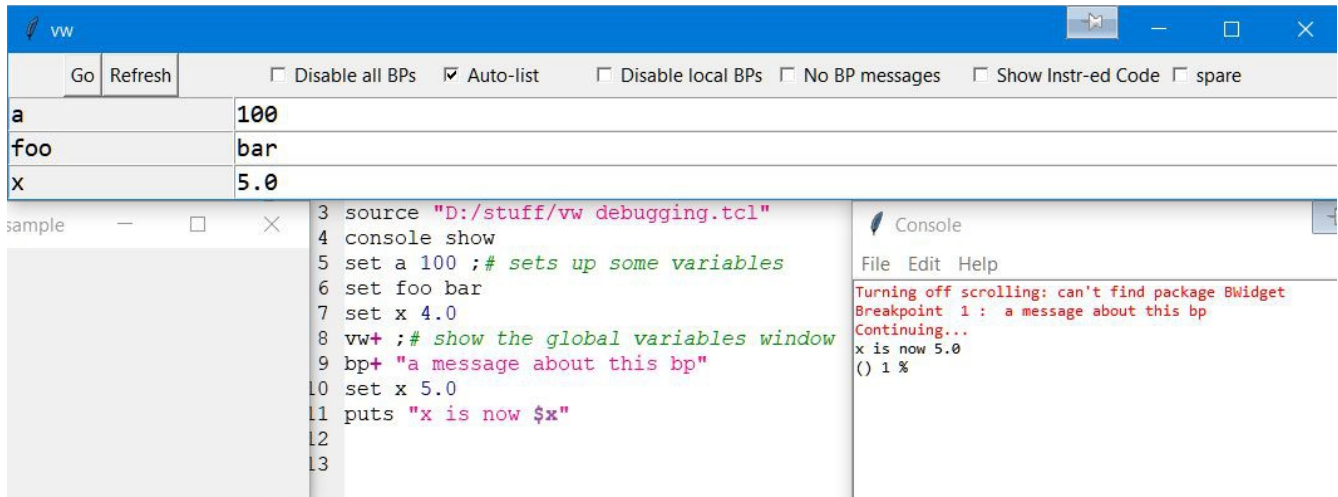 vw
Go Refresh Disable all BPs Auto-list Disable local BPs No BP messages Show Instr-ed Code spare
a 100
foo bar
x 5.0
sample
3 source "D:/stuff/vw debugging.tcl"
4 console show
5 set a 100 ;# sets up some variables
6 set foo bar
7 set x 4.0
8 vw+ ;# show the global variables window
9 bp+ "a message about this bp"
10 set x 5.0
11 puts "x is now $x"
12
13
Console
File Edit Help
Turning off scrolling: can't find package BWidget
Breakpoint 1 : a message about this bp
Continuing...
x is now 5.0
() 1 %